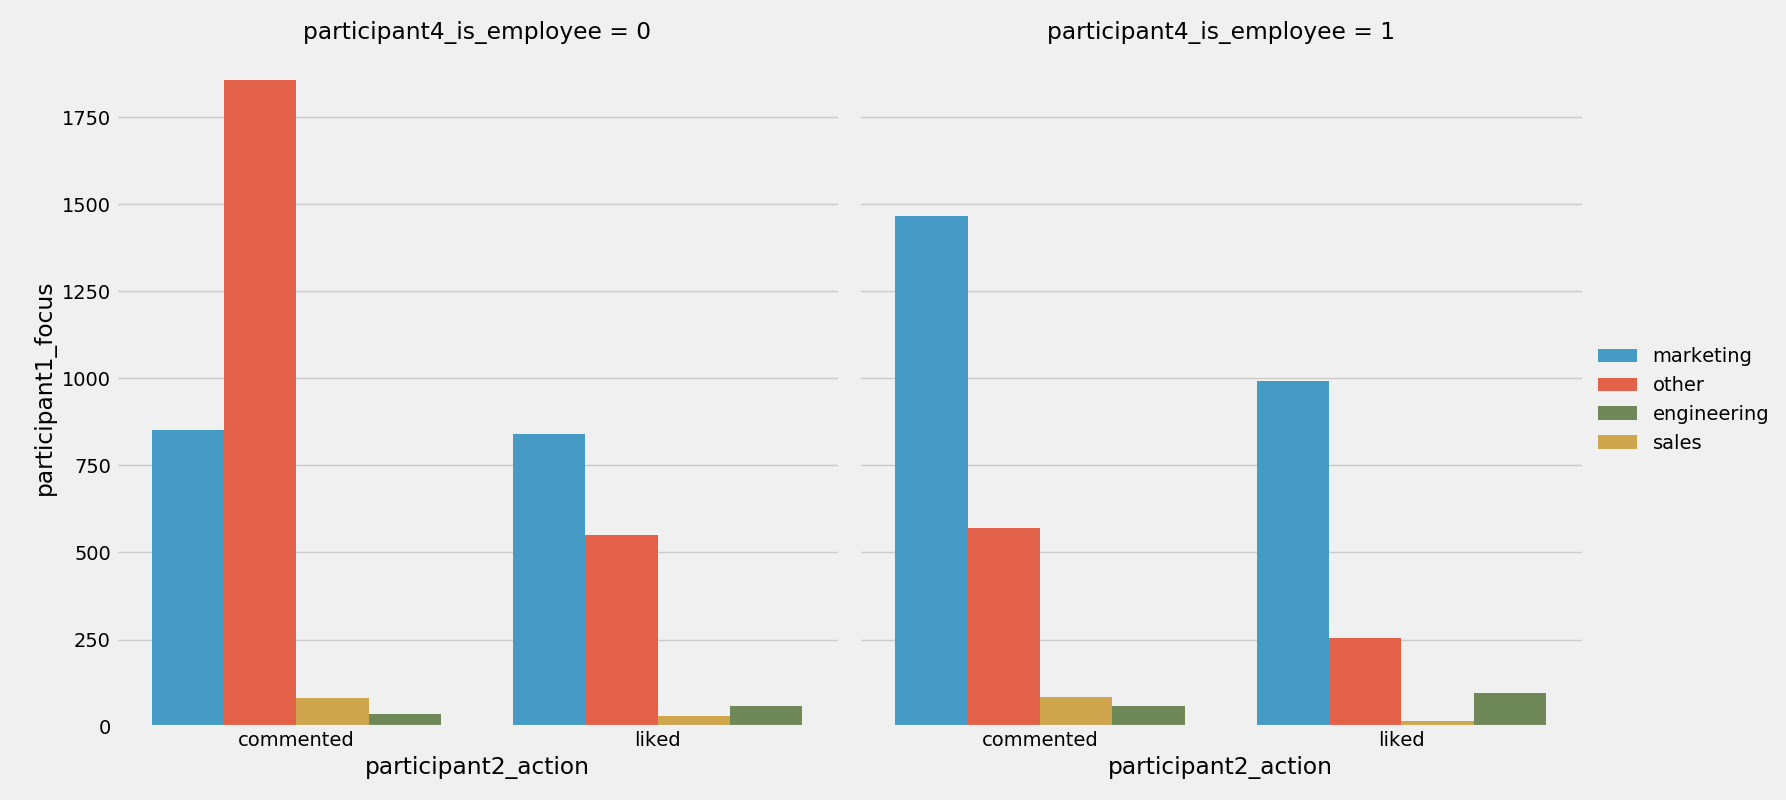 participant4_is_employee = 0
participant4_is_employee = 1
participant1_focus
1750
1500
1250
1000
750
500
250
0
commented
liked
commented
liked
participant2_action
participant2_action
marketing
other
engineering
sales